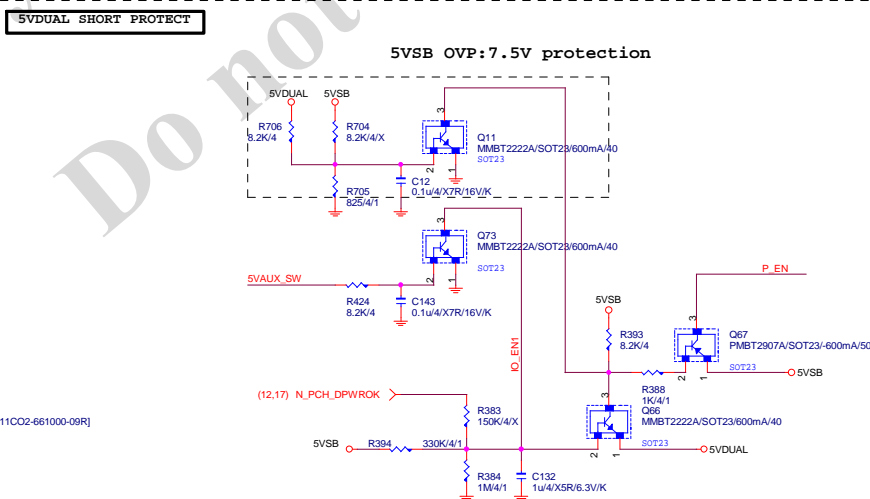 5VDUAL SHORT PROTECT
Do not
5VSB OVP:7.5V protection
5VDUAL
5VSB
R706
8.2K/4
R704
8.2K/4/X
3
Q11
MMBT2222A/SOT23/600mA/40
SOT23
2
1
R705
825/4/1
C12
0.1u/4/X7R/16V/K
3
Q73
MMBT2222A/SOT23/600mA/40
SOT23
2
1
5VAUX_SW
R424
8.2K/4
C143
0.1u/4/X7R/16V/K
IO_EN1
P_EN
5VSB
R393
8.2K/4
3
Q67
PMBT2907A/SOT23/-600mA/50
SOT23
2
1
5VSB
R388
1K/4/1
3
Q66
MMBT2222A/SOT23/600mA/40
SOT23
2
1
5VDUAL
(12,17) N_PCH_DPWROK
R383
150K/4/X
11CO2-661000-09R]
5VSB
R394
330K/4/1
R384
1M/4/1
C132
1u/4/X5R/6.3V/K